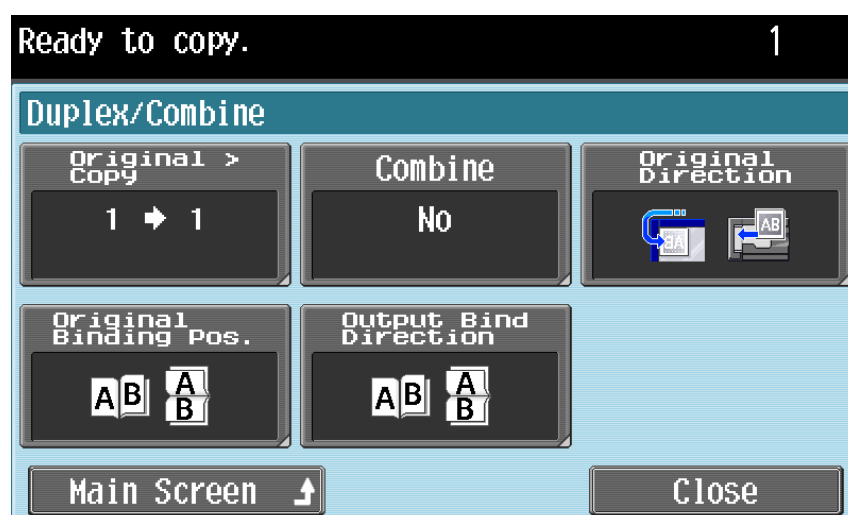 Ready to copy. 1
Duplex/Combine
Original >
Copy
1 → 1
Combine
No
Original
Direction
AB
AB
Original
Binding Pos.
A B
A
B
Output Bind
Direction
A B
A
B
Main Screen
Close